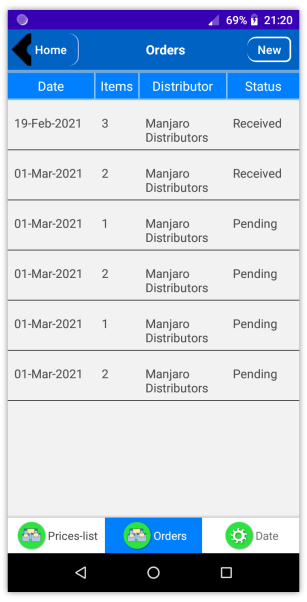 69% 21:20
Home Orders New
Date Items Distributor Status
19-Feb-2021 3 Manjaro Distributors Received
01-Mar-2021 2 Manjaro Distributors Received
01-Mar-2021 1 Manjaro Distributors Pending
01-Mar-2021 2 Manjaro Distributors Pending
01-Mar-2021 1 Manjaro Distributors Pending
01-Mar-2021 2 Manjaro Distributors Pending
Prices-list Orders Date